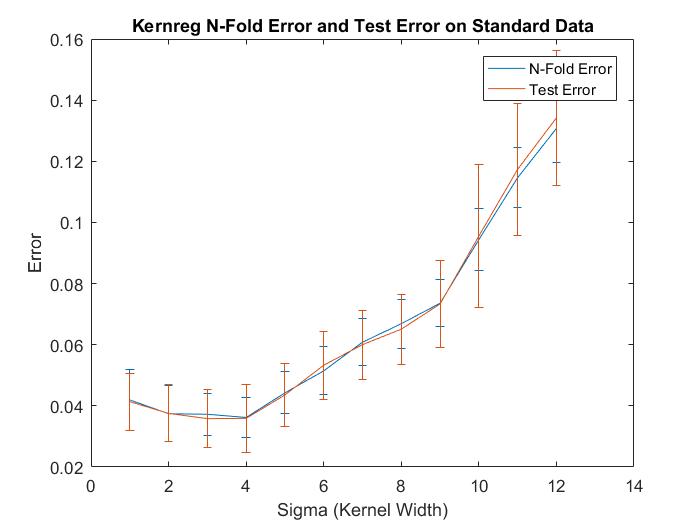 Kernreg N-Fold Error and Test Error on Standard Data
0.16
0.14
0.12
0.1
0.08
0.06
0.04
0.02
Error
N-Fold Error
Test Error
0 2 4 6 8 10 12 14
Sigma (Kernel Width)